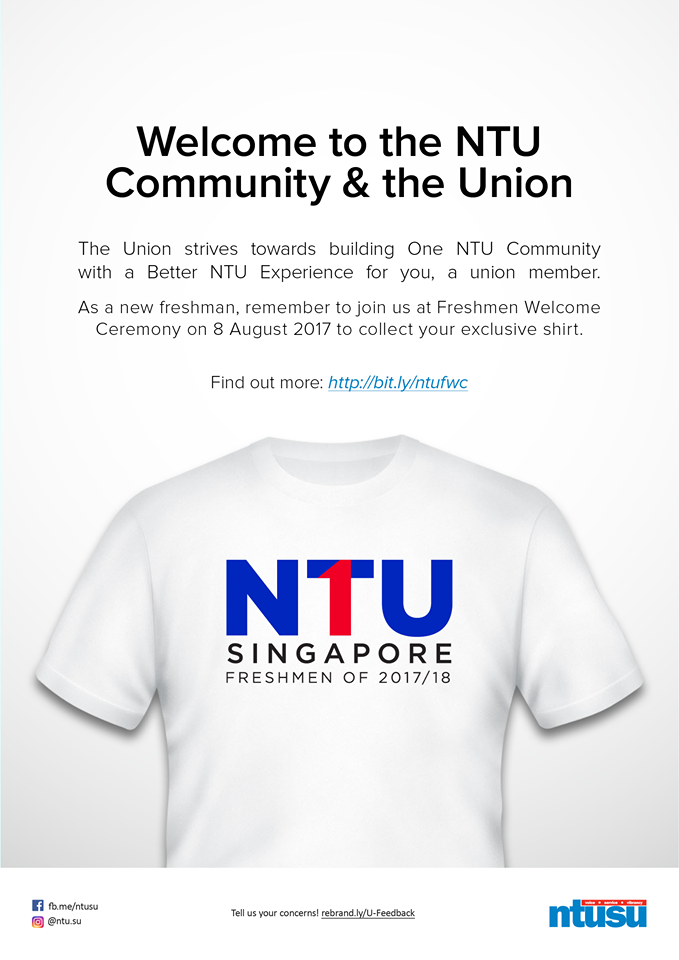 Welcome to the NTU
Community & the Union
The Union strives towards building One NTU Community
with a Better NTU Experience for you, a union member.
As a new freshman, remember to join us at Freshmen Welcome
Ceremony on 8 August 2017 to collect your exclusive shirt.
Find out more: http://bit.ly/ntufwc
NTU
SINGAPORE
FRESHMEN OF 2017/18
fb.me/ntusu
@ntu.su
Tell us your concerns! rebrand.ly/U-Feedback
voice • service • vibrancy
ntusu